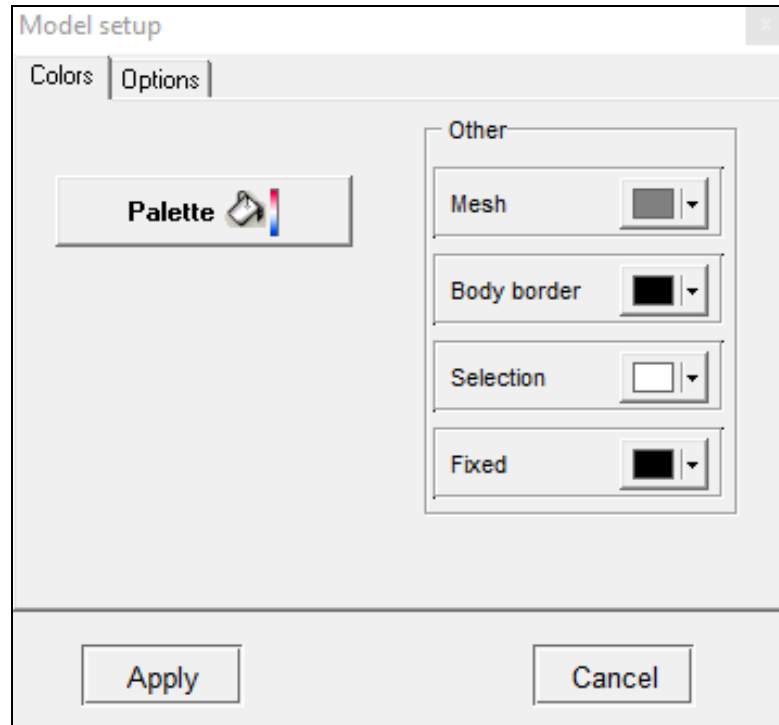 Model setup
Colors
Options
Palette
Other
Mesh
Body border
Selection
Fixed
Apply
Cancel